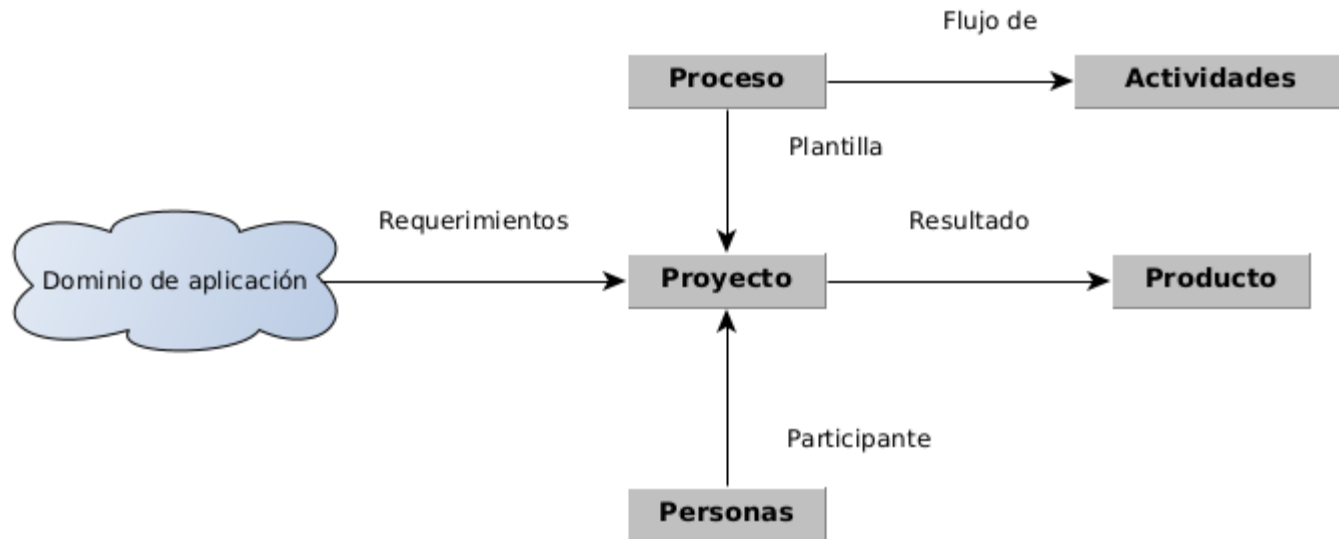 Flujo de
Proceso
Actividades
Plantilla
Requerimientos
Resultado
Dominio de aplicación
Proyecto
Producto
Participante
Personas